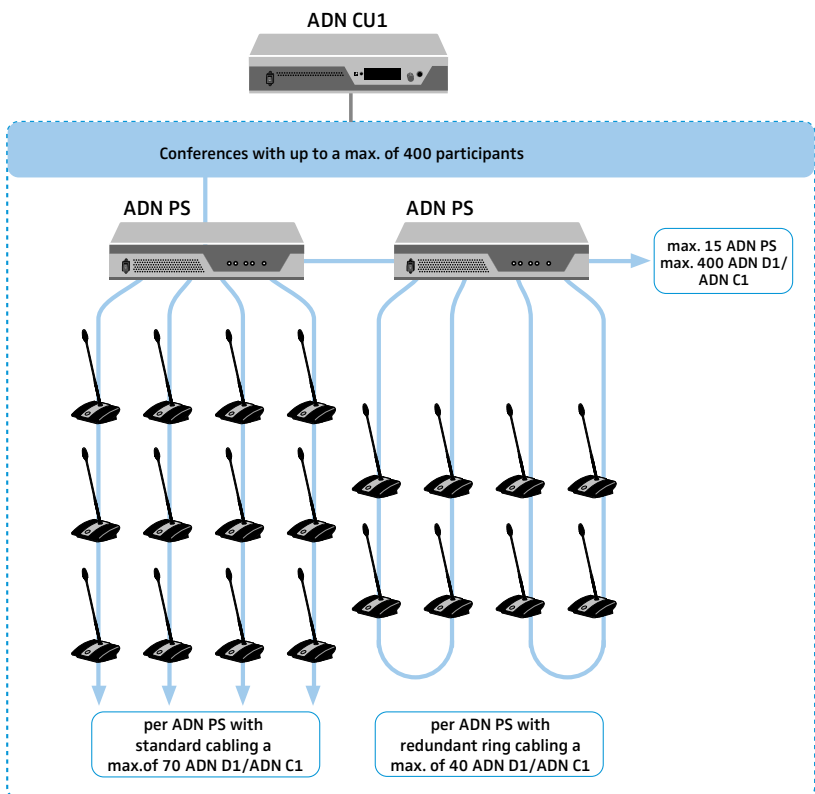 ADN CU1
Conferences with up to a max. of 400 participants
ADN PS
ADN PS
max. 15 ADN PS
max. 400 ADN D1/
ADN C1
per ADN PS with
standard cabling a
max.of 70 ADN D1/ADN C1
per ADN PS with
redundant ring cabling a
max. of 40 ADN D1/ADN C1